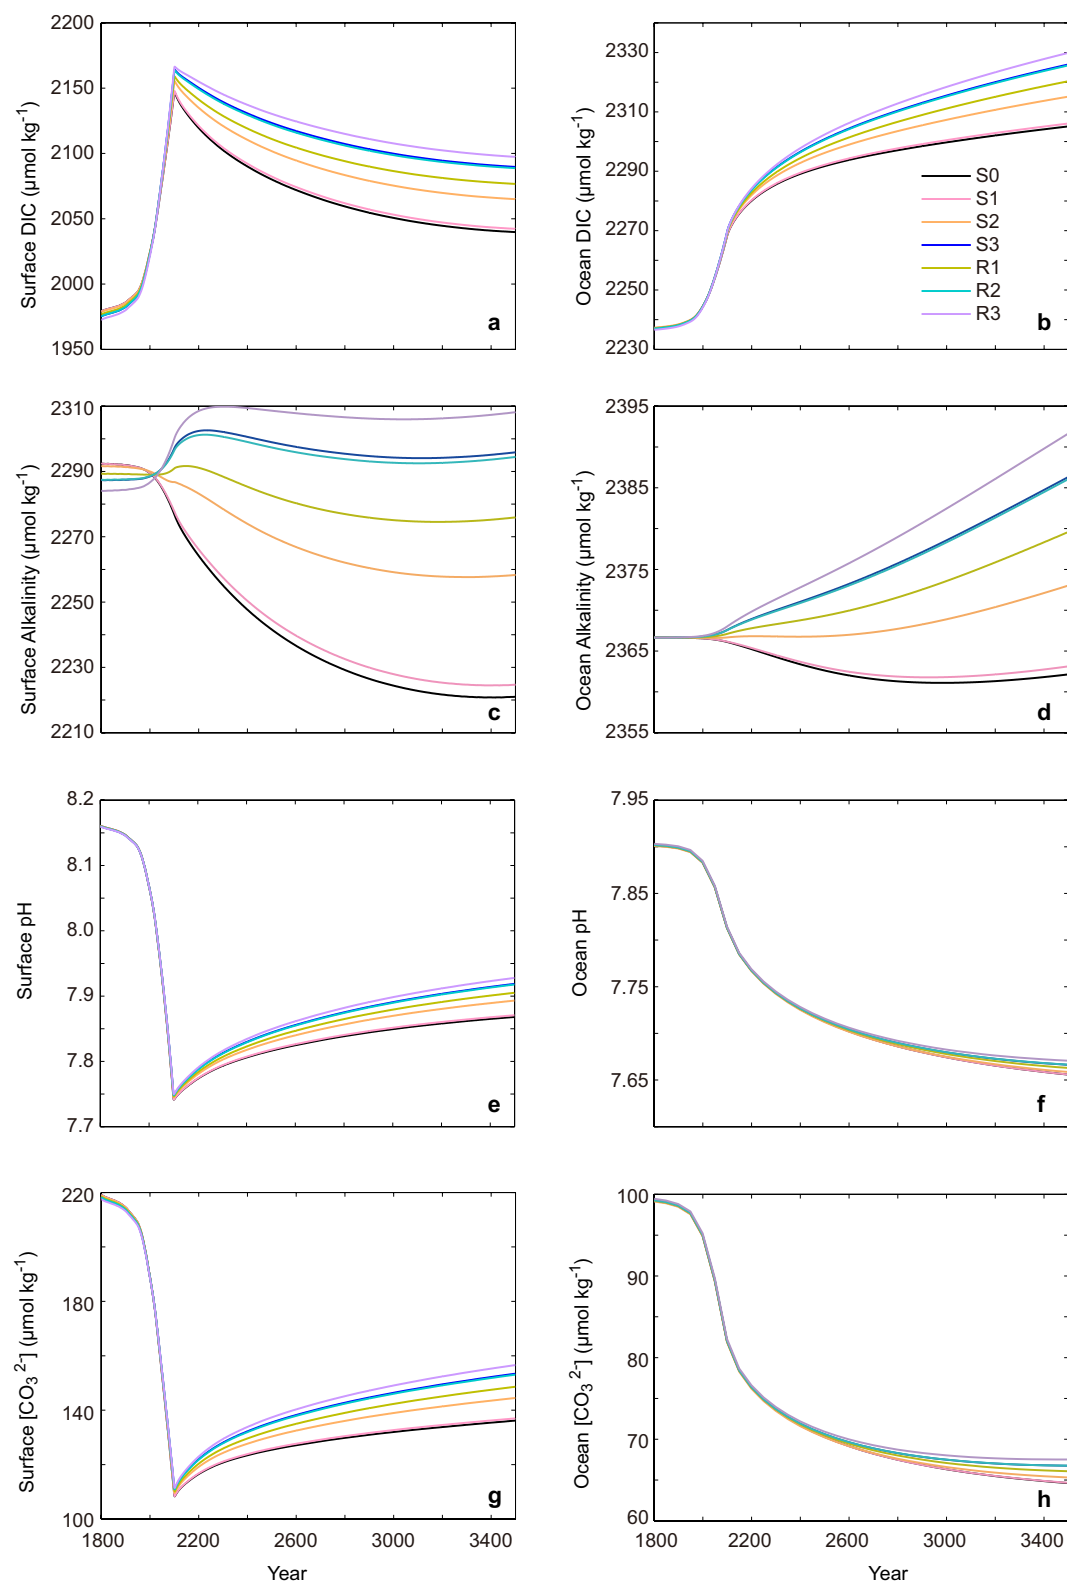 2200
2150
2100
2050
2000
1950
Surface DIC (µmol kg-1)
a
2330
2310
2290
2270
2250
2230
Ocean DIC (µmol kg-1)
S0
S1
S2
S3
R1
R2
R3
b
2310
2290
2270
2250
2230
2210
Surface Alkalinity (µmol kg-1)
c
2395
2385
2375
2365
2355
Ocean Alkalinity (µmol kg-1)
d
8.2
8.1
8.0
7.9
7.8
7.7
Surface pH
e
7.95
7.85
7.75
7.65
Ocean pH
f
220
180
140
100
Surface [CO3 2-] (µmol kg-1)
g
1800 2200 2600 3000 3400
Year
100
90
80
70
60
Ocean [CO3 2-] (µmol kg-1)
h
1800 2200 2600 3000 3400
Year